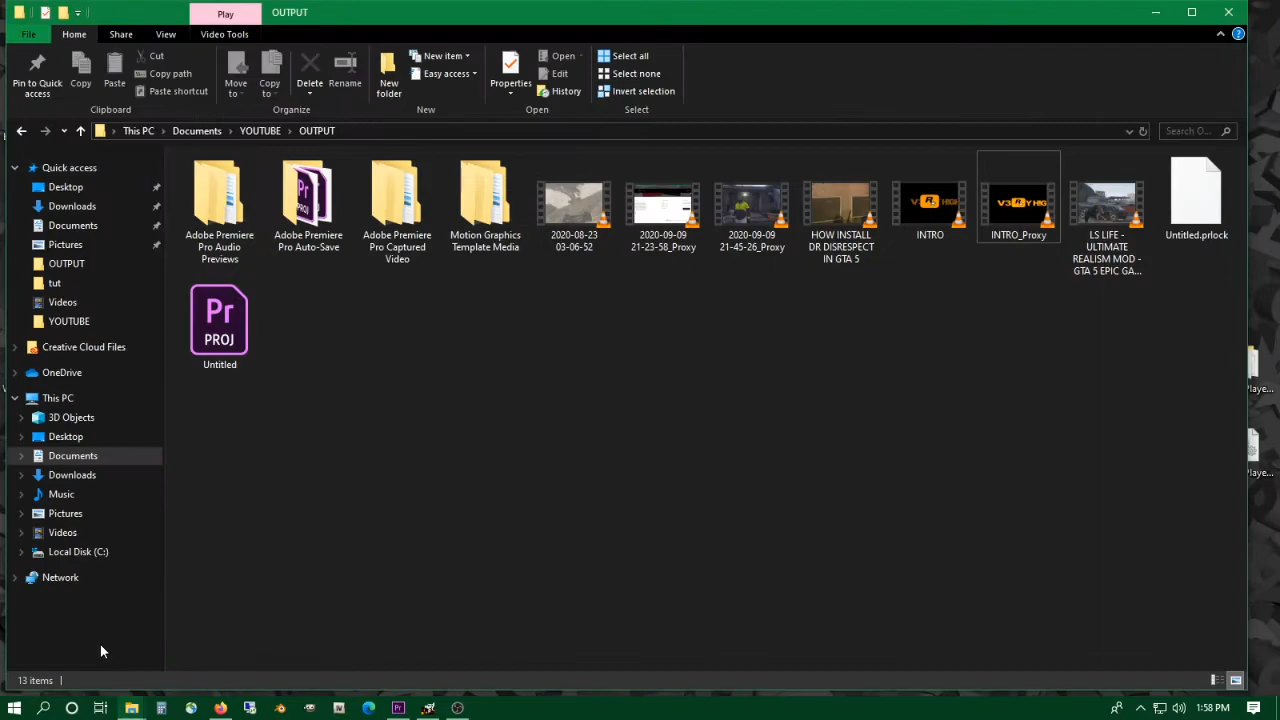 Play
OUTPUT
File
Home
Share
View
Video Tools
Pin to Quick
access
Copy
Paste
Cut
Copy path
Paste shortcut
Clipboard
Move
to
Copy
to
Delete
Rename
Organize
New
folder
New item
Easy access
New
Properties
Open
Edit
History
Open
Select all
Select none
Invert selection
Select
This PC
Documents
YOUTUBE
OUTPUT
Search O...
Quick access
Desktop
Downloads
Documents
Pictures
OUTPUT
tut
Videos
YOUTUBE
Creative Cloud Files
OneDrive
This PC
3D Objects
Desktop
Documents
Downloads
Music
Pictures
Videos
Local Disk (C:)
Network
Adobe Premiere
Pro Audio
Previews
Adobe Premiere
Pro Auto-Save
Adobe Premiere
Pro Captured
Video
Motion Graphics
Template Media
2020-08-23
03-06-52
2020-09-09
21-23-58_Proxy
2020-09-09
21-45-26_Proxy
HOW INSTALL
DR DISRESPECT
IN GTA 5
INTRO
INTRO_Proxy
LS LIFE -
ULTIMATE
REALISM MOD -
GTA 5 EPIC GA...
Untitled.prlock
Pr
PROJ
Untitled
Playe...
Playe...
13 items
1:58 PM